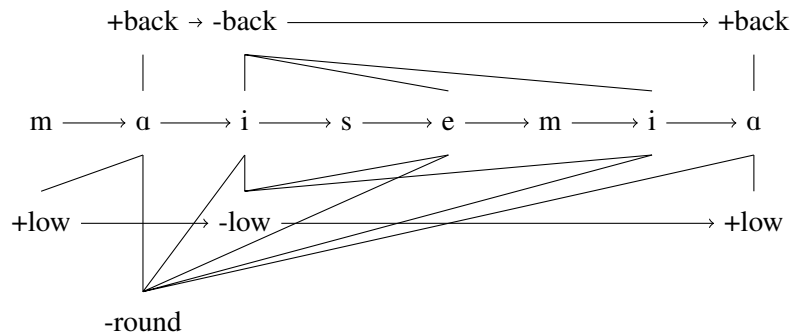 +back -back +back
m ɑ i s e m i ɑ
+low -low +low
-round